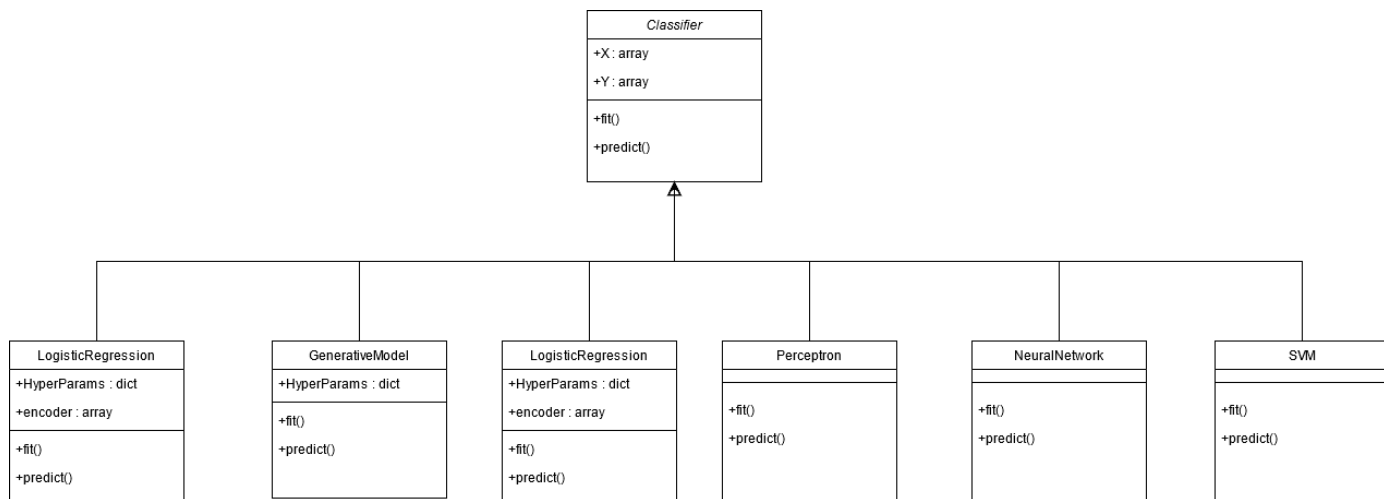 Classifier
+X : array
+Y : array
+fit()
+predict()
LogisticRegression
+HyperParams : dict
+encoder : array
+fit()
+predict()
GenerativeModel
+HyperParams : dict
+fit()
+predict()
LogisticRegression
+HyperParams : dict
+encoder : array
+fit()
+predict()
Perceptron
+fit()
+predict()
NeuralNetwork
+fit()
+predict()
SVM
+fit()
+predict()